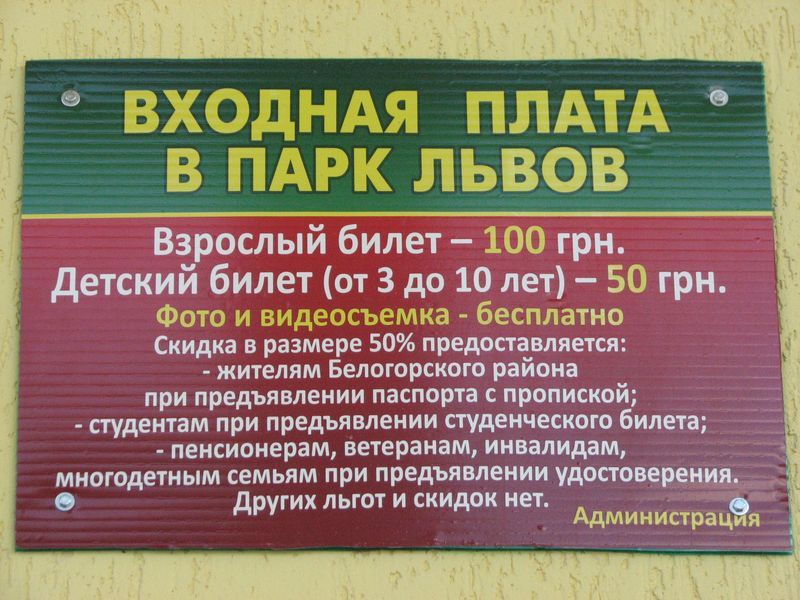 ВХОДНАЯ ПЛАТА
В ПАРК ЛЬВОВ
Взрослый билет – 100 грн.
Детский билет (от 3 до 10 лет) – 50 грн.
Фото и видеосъемка - бесплатно
Скидка в размере 50% предоставляется:
- жителям Белогорского района
при предъявлении паспорта с пропиской;
- студентам при предъявлении студенческого билета;
- пенсионерам, ветеранам, инвалидам,
многодетным семьям при предъявлении удостоверения.
Других льгот и скидок нет.
Администрация